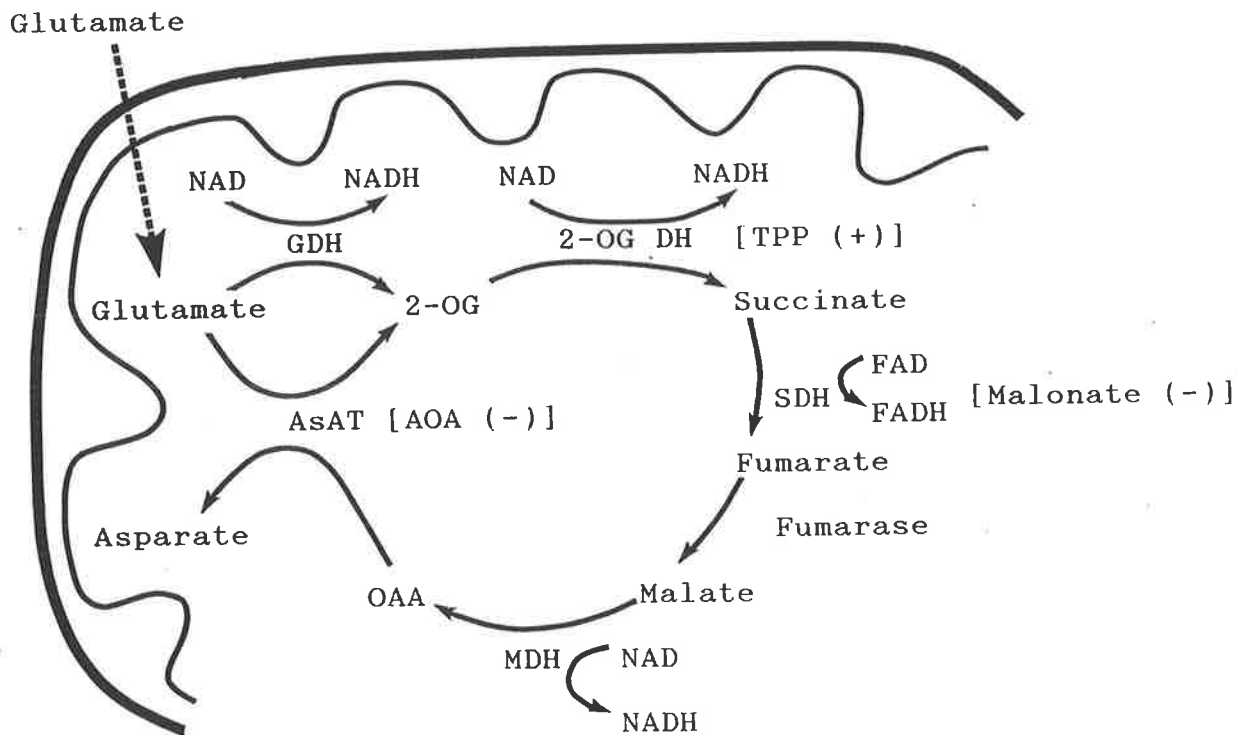 Glutamate
NAD NADH NAD NADH
GDH 2-OG DH [TPP (+)]
Glutamate 2-OG Succinate
FAD
SDH [Malonate (-)]
FADH
AsAT [AOA (-)]
Fumarate
Fumarase
Asparate
OAA Malate
MDH NAD
NADH